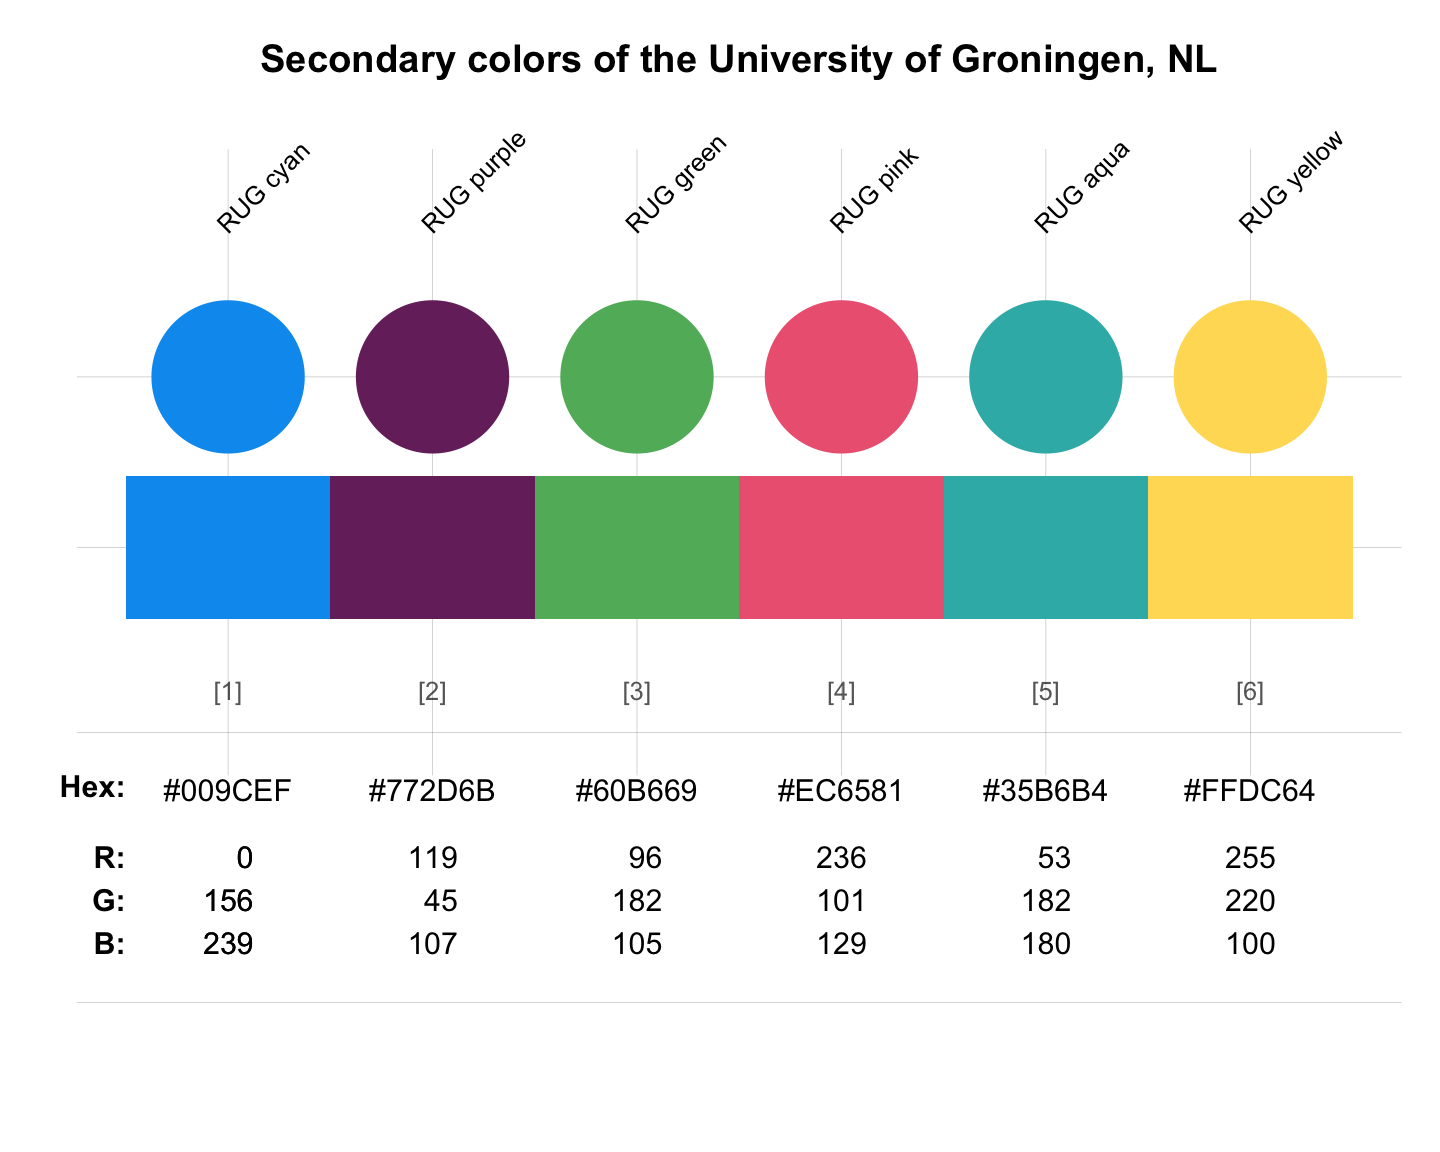 Secondary colors of the University of Groningen, NL
RUG cyan RUG purple RUG green RUG pink RUG aqua RUG yellow
[1] [2] [3] [4] [5] [6]
Hex: #009CEF #772D6B #60B669 #EC6581 #35B6B4 #FFDC64
R: 0 119 96 236 53 255
G: 156 45 182 101 182 220
B: 239 107 105 129 180 100